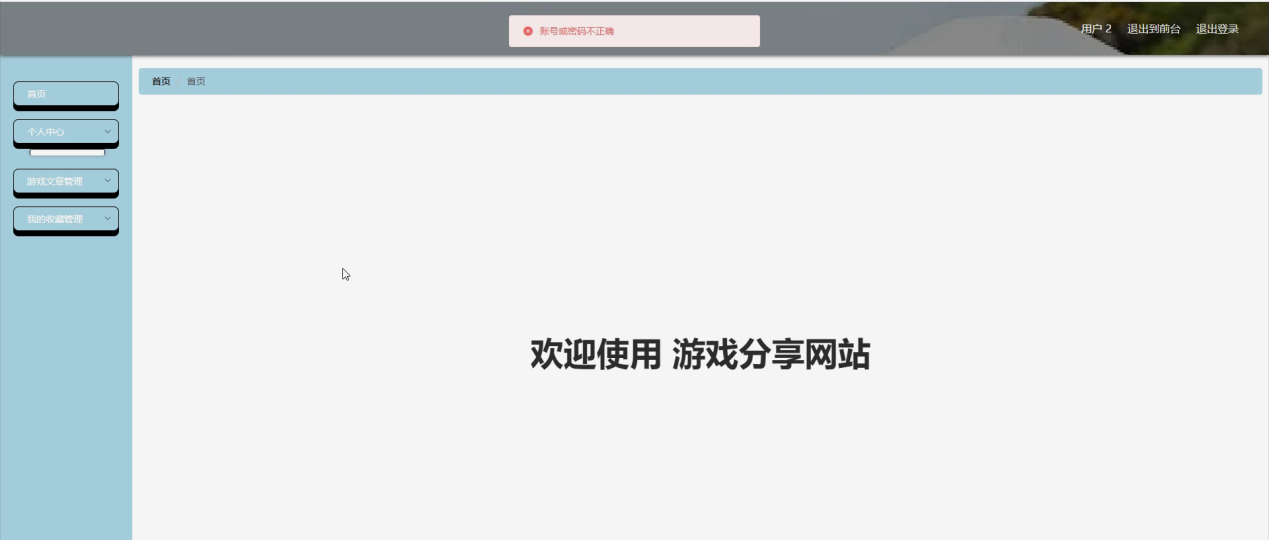 账号或密码不正确
用户 2 退出到前台 退出登录
首页 首页
首页
个人中心
游戏文章管理
我的收藏管理
欢迎使用 游戏分享网站